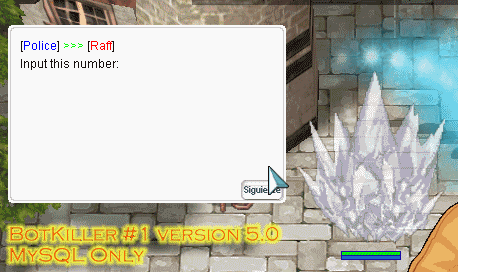 [Police] >>> [Raff]
Input this number:
BotKiller #1 version 5.0
MySQL Only